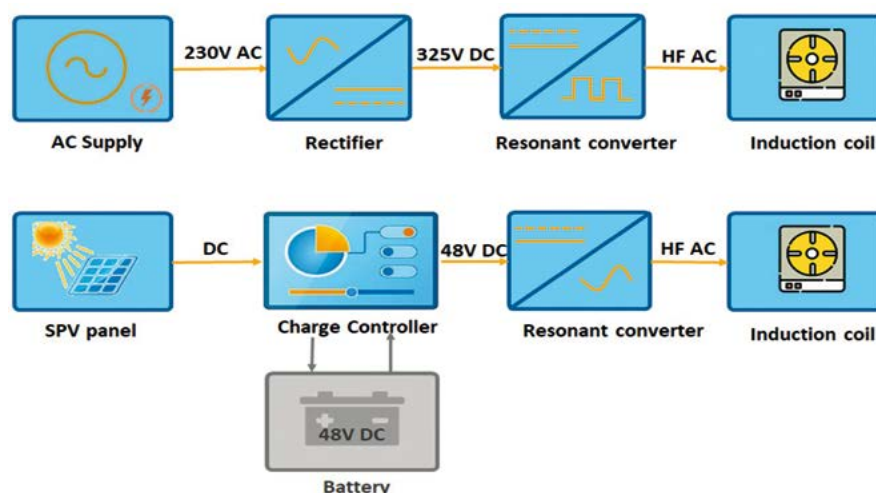 230V AC
325V DC
HF AC
AC Supply
Rectifier
Resonant converter
Induction coil
DC
48V DC
HF AC
SPV panel
Charge Controller
Resonant converter
Induction coil
48V DC
Battery